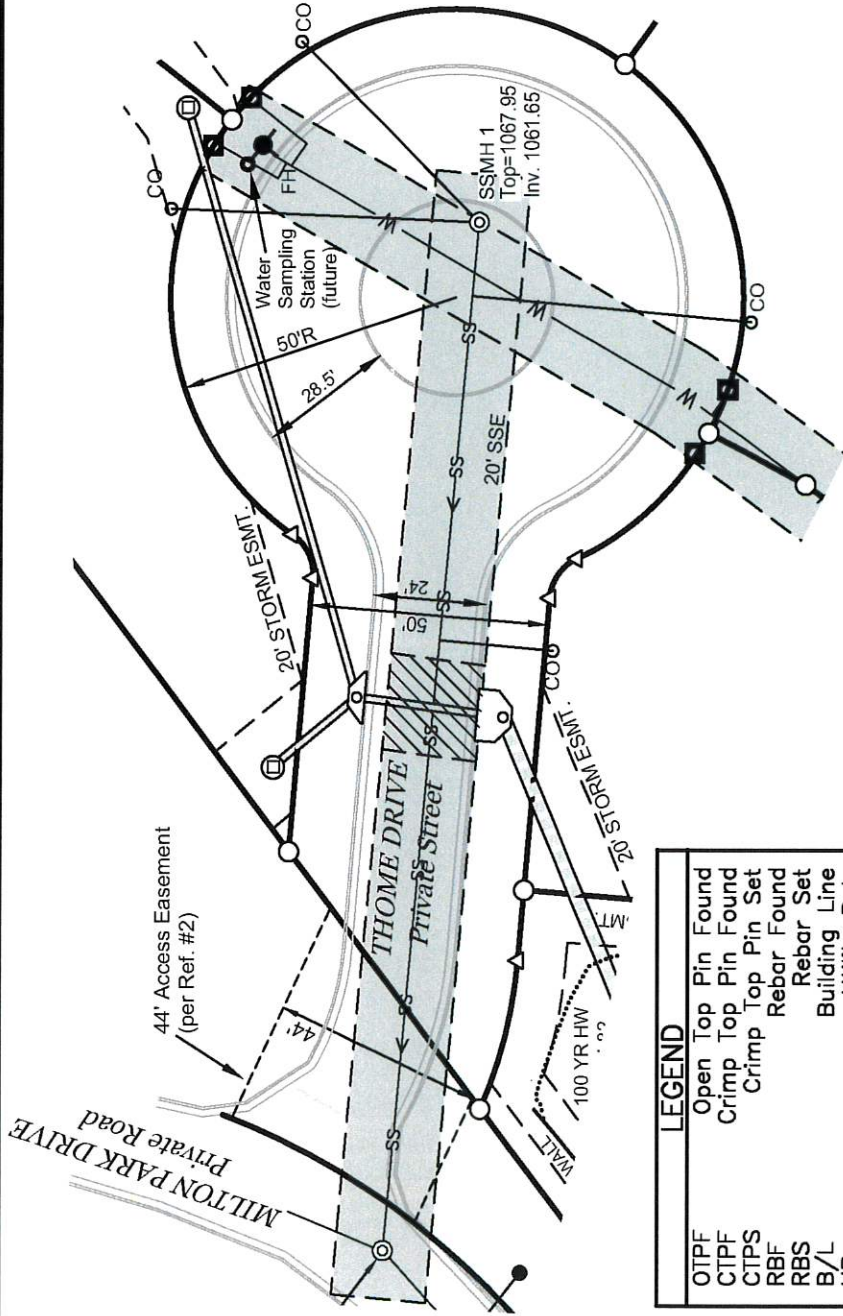 CO
CO
Water
Sampling
Station
(future)
FH
SSMH 1
Top=1067.95
Inv. 1061.65
50'R
28.5'
W
W
W
CO
SS
SS
20' SSE
20' STORM ESMT.
24'
50'
SS
SS
CO
THOME DRIVE
Private Street
SS
20' STORM ESMT.
44' Access Easement
(per Ref. #2)
44'
SS
SS
MILTON PARK DRIVE
Private Road
100 YR HW
WALL
MT.
LEGEND
OTPF Open Top Pin Found
CTPF Crimp Top Pin Found
CTPS Crimp Top Pin Set
RBF Rebar Found
RBS Rebar Set
B/L Building Line